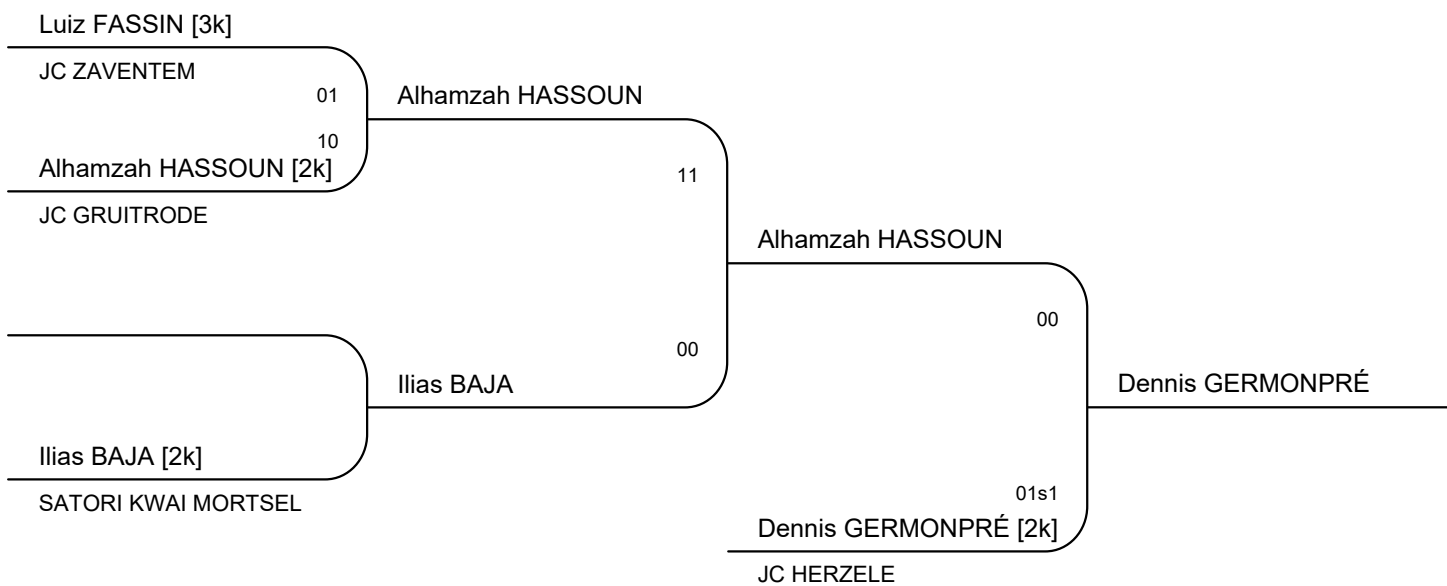 Luiz FASSIN [3k]
JC ZAVENTEM
01
Alhamzah HASSOUN
10
Alhamzah HASSOUN [2k]
JC GRUITRODE
11
Alhamzah HASSOUN
00
00
Ilias BAJA
Dennis GERMONPRÉ
Ilias BAJA [2k]
SATORI KWAI MORTSEL
01s1
Dennis GERMONPRÉ [2k]
JC HERZELE